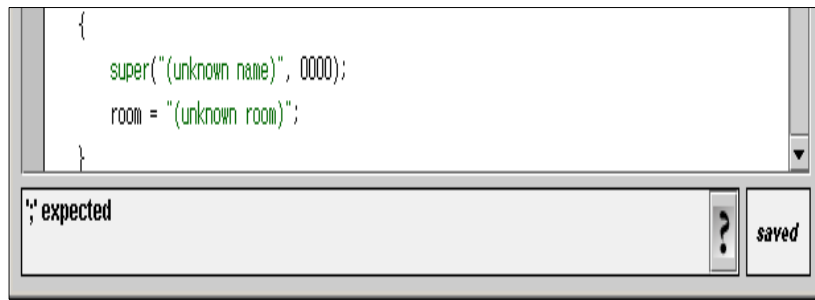 {
super("(unknown name)", 0000);
room = "(unknown room)";
}
';' expected
?
saved